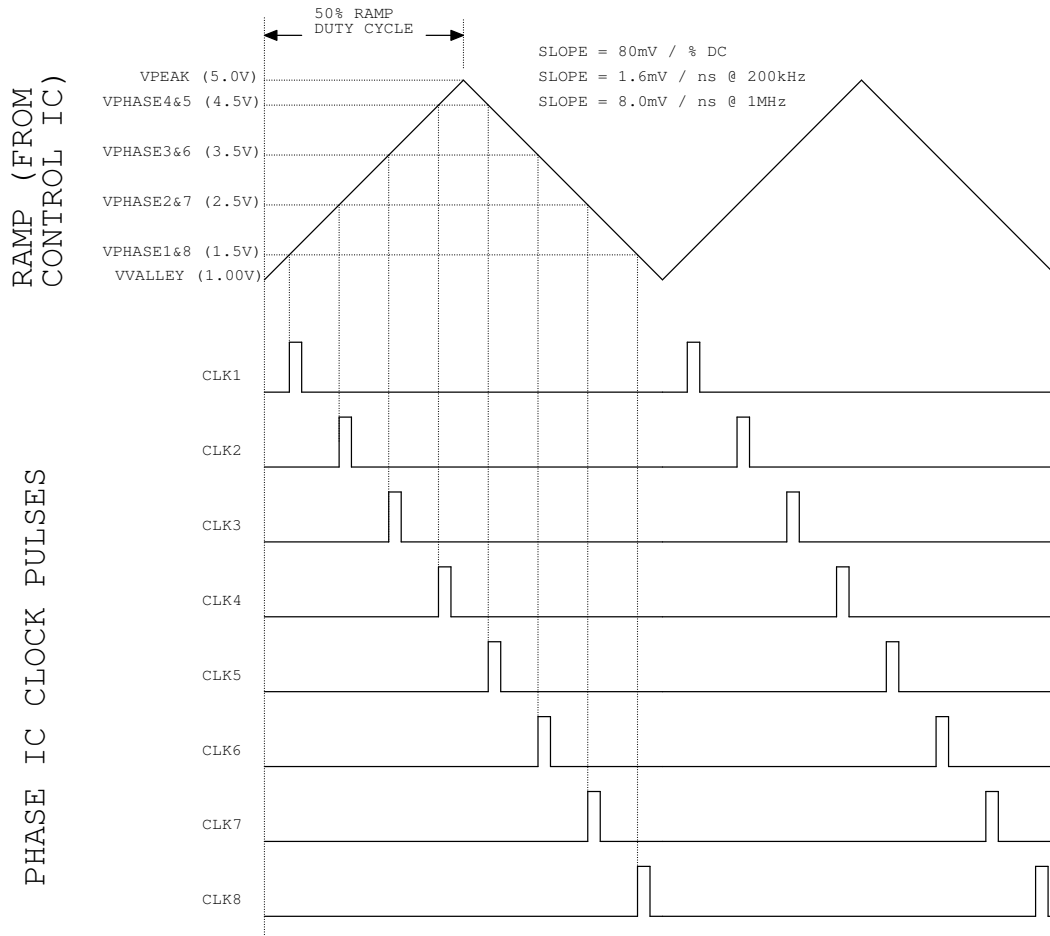 50% RAMP
DUTY CYCLE
SLOPE = 80mV / % DC
SLOPE = 1.6mV / ns @ 200kHz
SLOPE = 8.0mV / ns @ 1MHz
RAMP (FROM
CONTROL IC)
VPEAK (5.0V)
VPHASE4&5 (4.5V)
VPHASE3&6 (3.5V)
VPHASE2&7 (2.5V)
VPHASE1&8 (1.5V)
VVALLEY (1.00V)
PHASE IC CLOCK PULSES
CLK1
CLK2
CLK3
CLK4
CLK5
CLK6
CLK7
CLK8